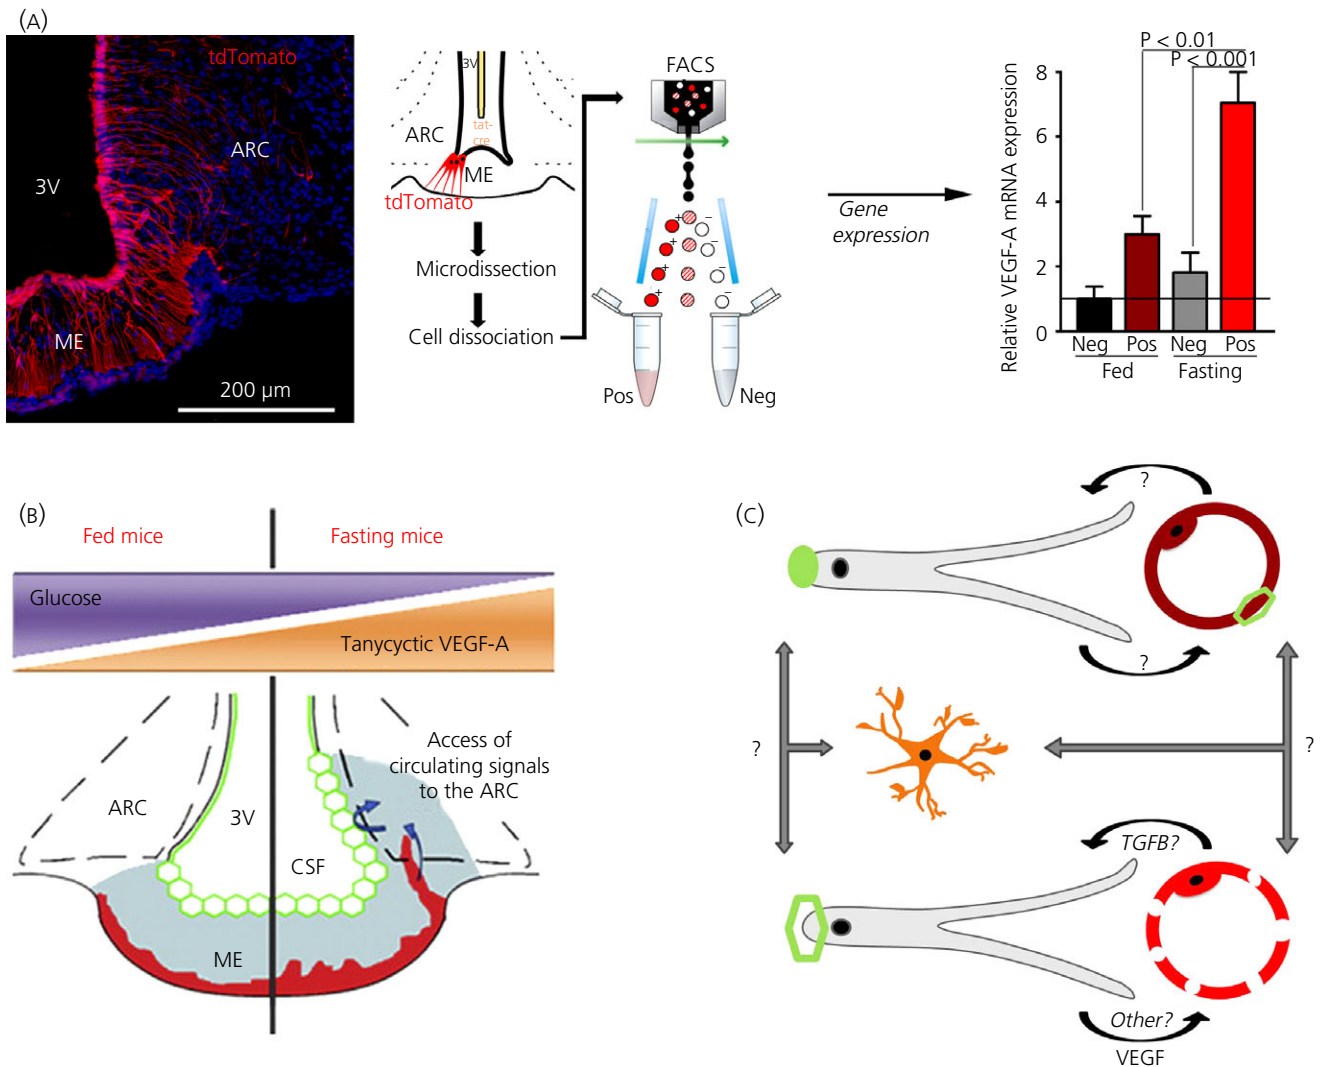 (A)
tdTomato
ARC
3V
ME
200 µm
3V
tat-
cre
ARC
ME
tdTomato
Microdissection
Cell dissociation
FACS
+
−
+
−
+
−
+
−
Pos
Neg
Gene
expression
Relative VEGF-A mRNA expression
P < 0.01
P < 0.001
8
6
4
2
0
Neg
Pos
Neg
Pos
Fed
Fasting
(B)
Fed mice
Fasting mice
Glucose
Tanycyctic VEGF-A
Access of
circulating signals
to the ARC
ARC
3V
CSF
ME
(C)
?
?
?
?
TGFB?
Other?
VEGF